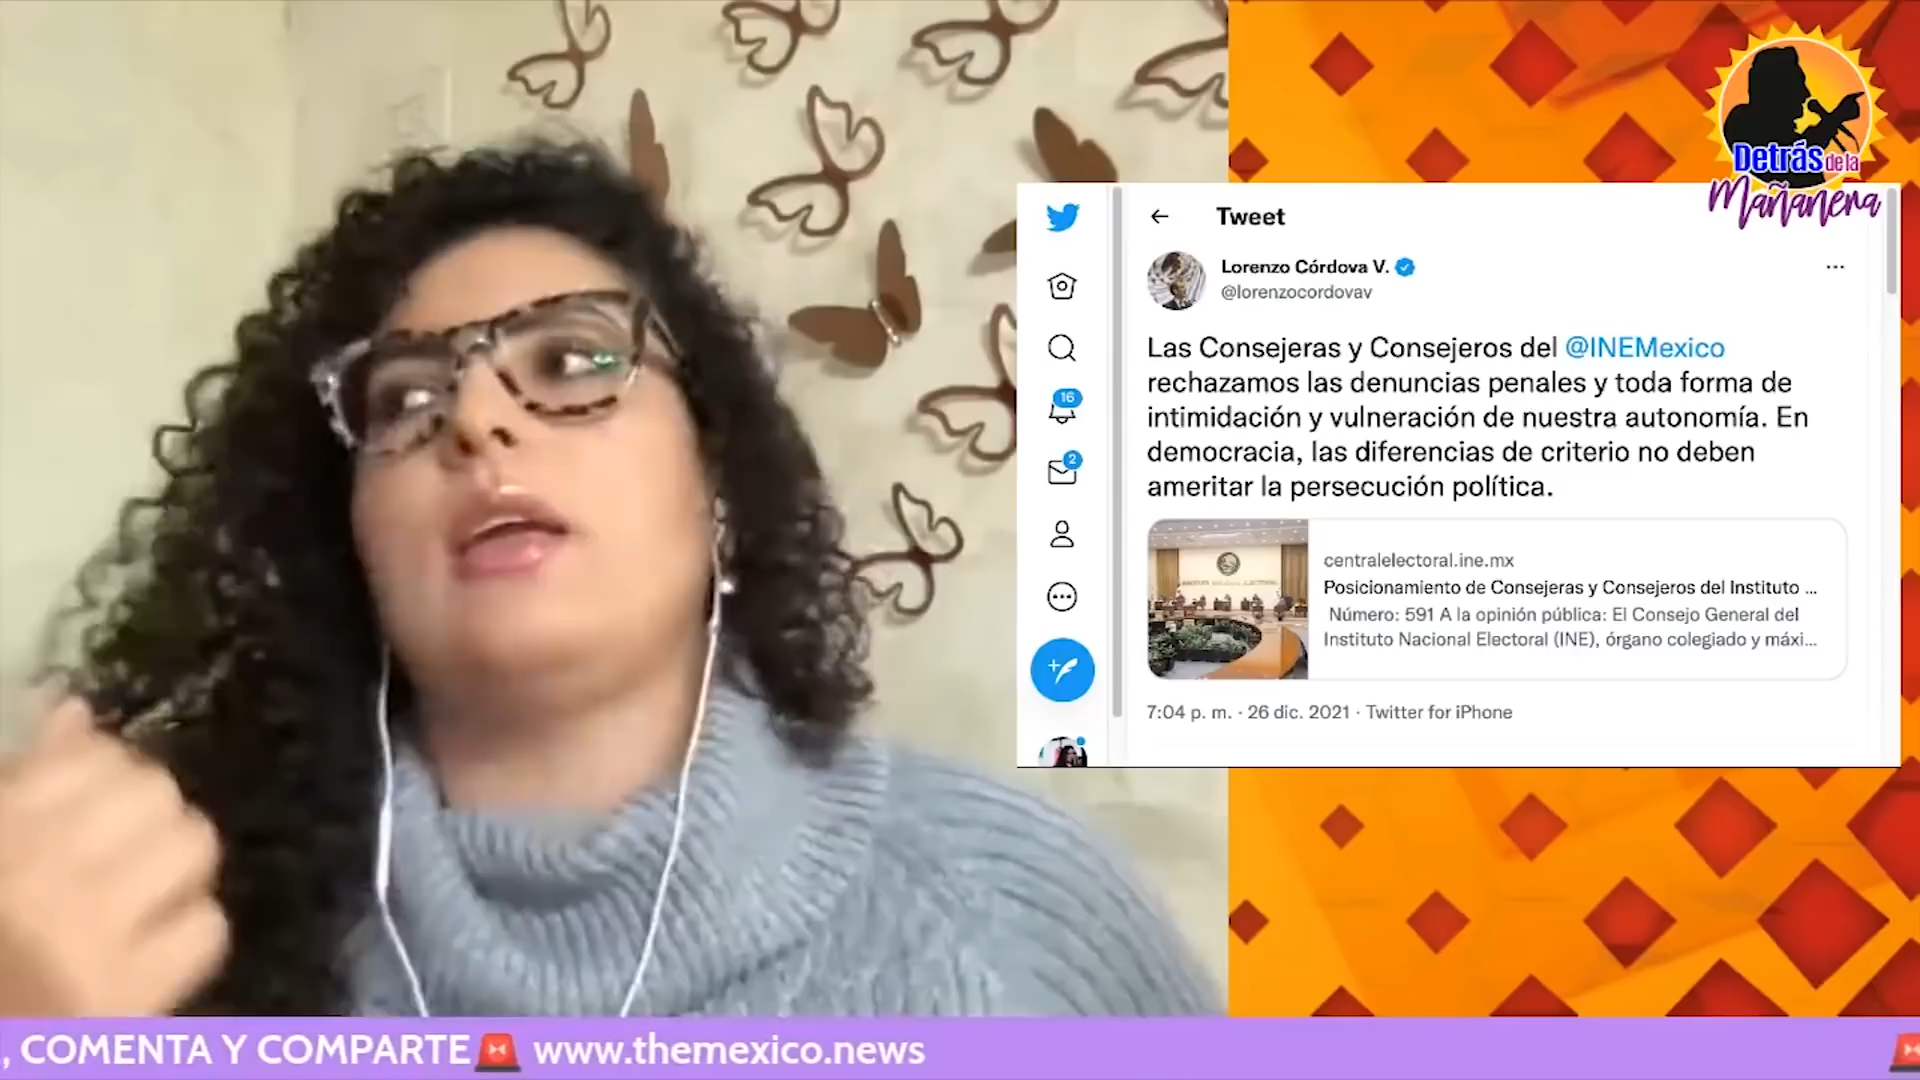 Detrás de la
Mañanera
Tweet
Lorenzo Córdova V.
@lorenzocordovav
Las Consejeras y Consejeros del @INEMexico
rechazamos las denuncias penales y toda forma de
intimidación y vulneración de nuestra autonomía. En
democracia, las diferencias de criterio no deben
ameritar la persecución política.
16
2
centralelectoral.ine.mx
Posicionamiento de Consejeras y Consejeros del Instituto ...
Número: 591 A la opinión pública: El Consejo General del
Instituto Nacional Electoral (INE), órgano colegiado y máxi...
7:04 p. m. · 26 dic. 2021 · Twitter for iPhone
, COMENTA Y COMPARTE www.themexico.news